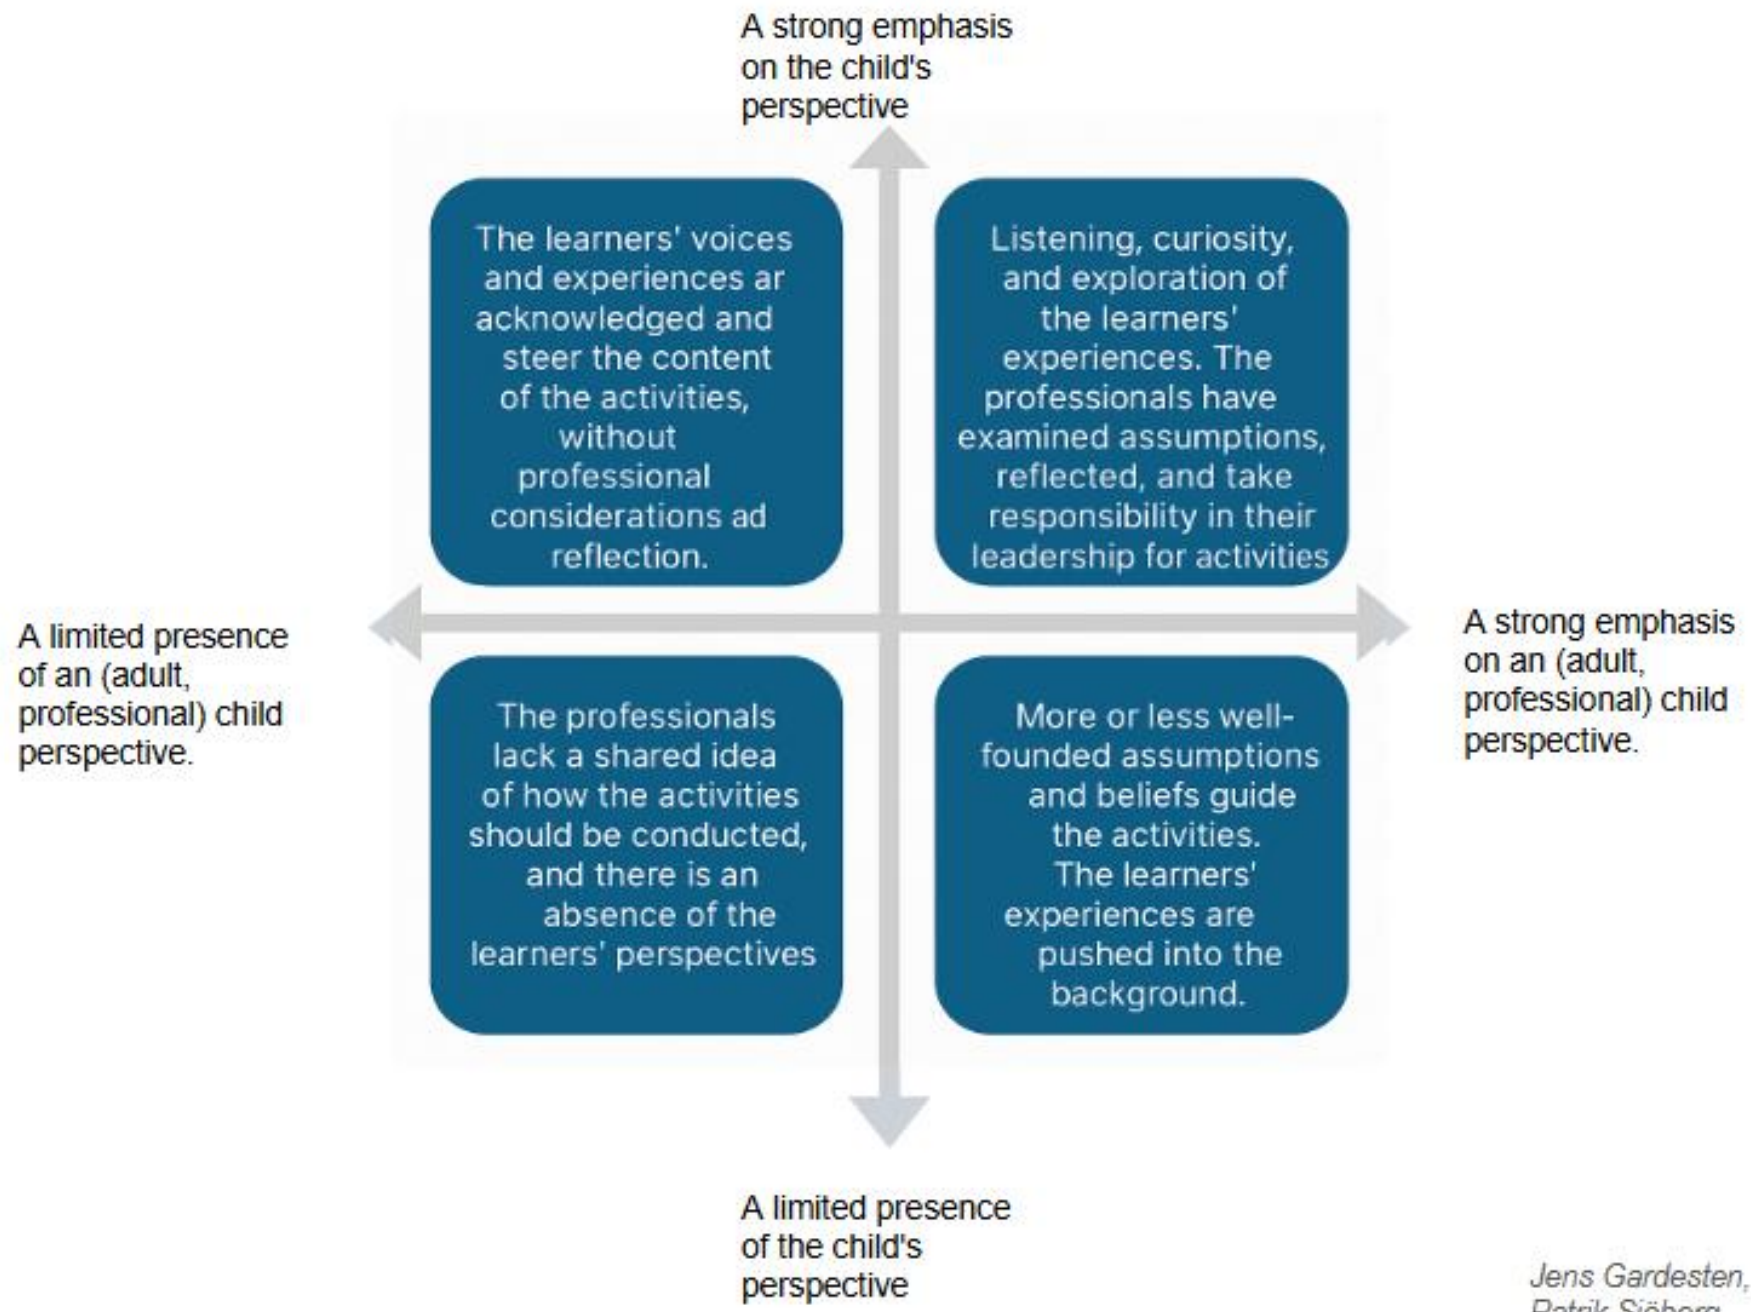 A strong emphasis
on the child's
perspective
The learners' voices
and experiences ar
acknowledged and
steer the content
of the activities,
without
professional
considerations ad
reflection.
Listening, curiosity,
and exploration of
the learners'
experiences. The
professionals have
examined assumptions,
reflected, and take
responsibility in their
leadership for activities
A limited presence
of an (adult,
professional) child
perspective.
A strong emphasis
on an (adult,
professional) child
perspective.
The professionals
lack a shared idea
of how the activities
should be conducted,
and there is an
absence of the
learners' perspectives
More or less well-
founded assumptions
and beliefs guide
the activities.
The learners'
experiences are
pushed into the
background.
A limited presence
of the child's
perspective
Jens Gardesten,
Patrik Sjöberg